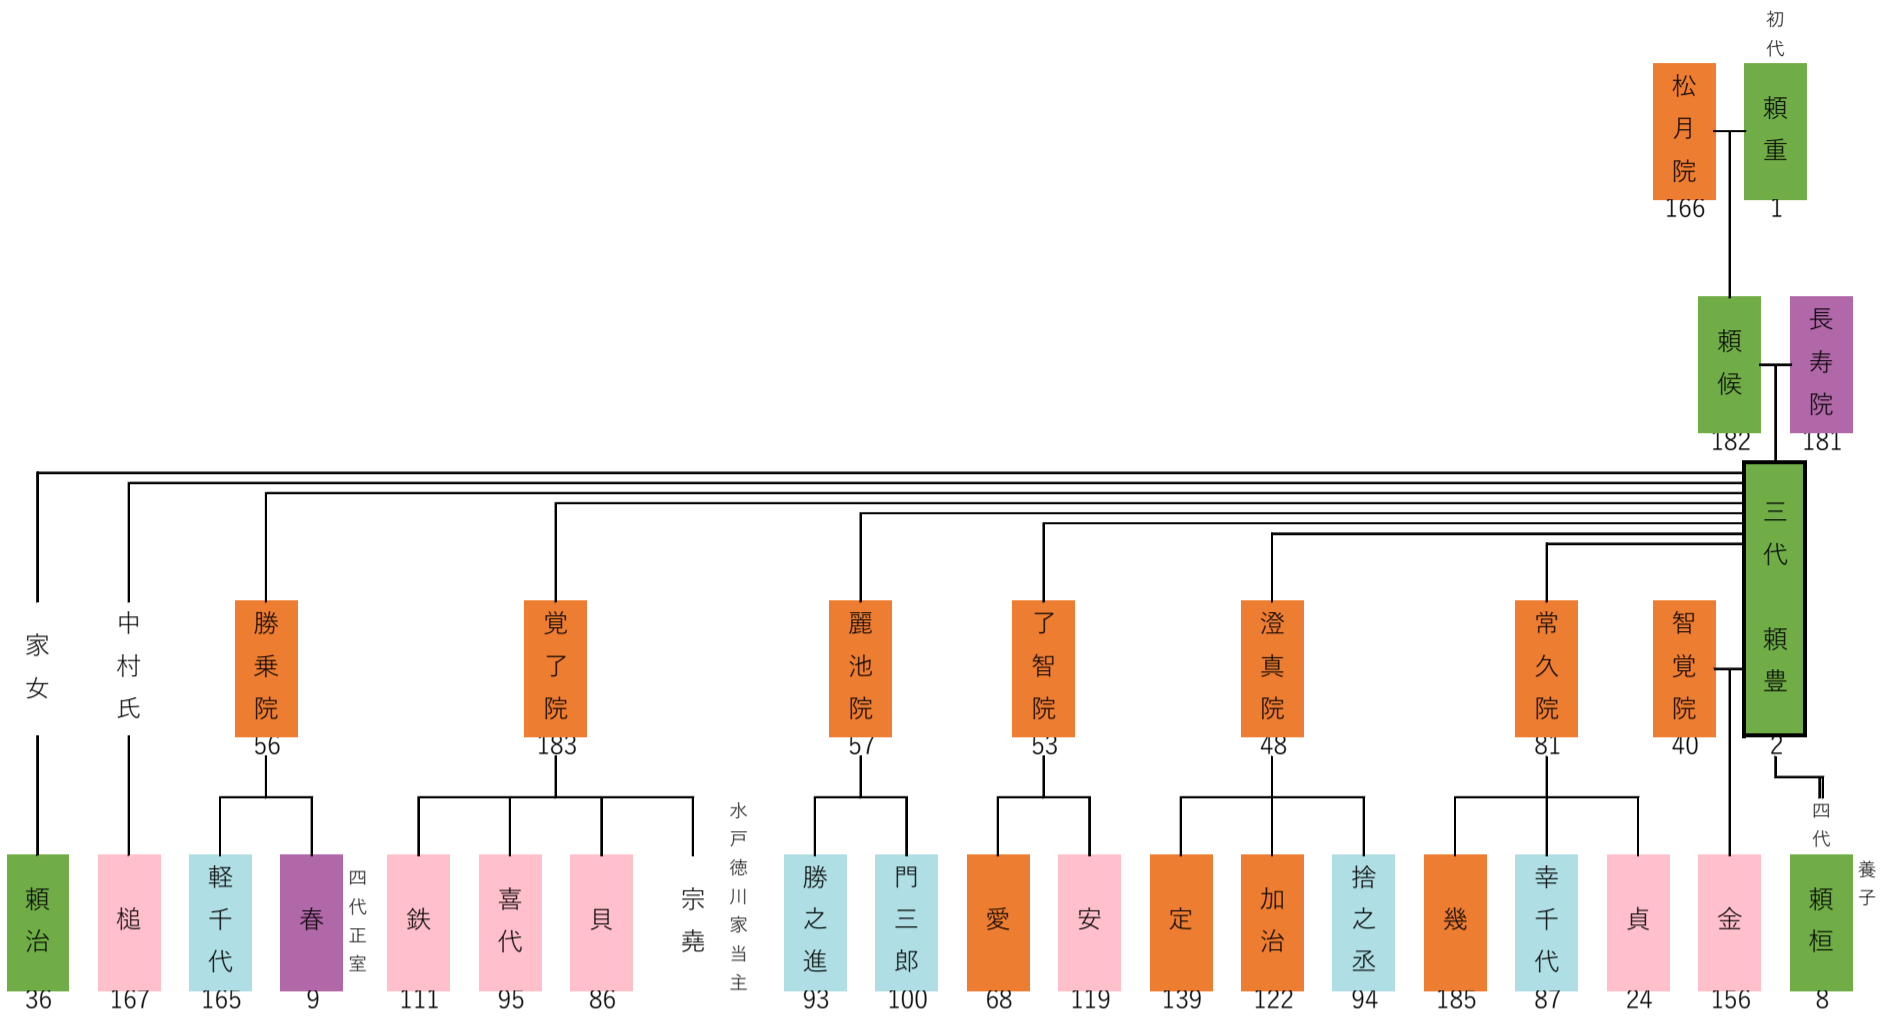 初代
頼重
1
松月院
166
長寿院
181
頼候
182
三代 頼豊
2
智覚院
40
常久院
81
澄真院
48
了智院
53
麗池院
57
覚了院
183
勝乗院
56
中村氏
家女
四代
養子
頼桓
8
金
156
貞
24
幸千代
87
幾
185
捨之丞
94
加治
122
定
139
安
119
愛
68
門三郎
100
勝之進
93
水戸徳川家当主
宗堯
貝
86
喜代
95
鉄
111
四代正室
春
9
軽千代
165
槌
167
頼治
36